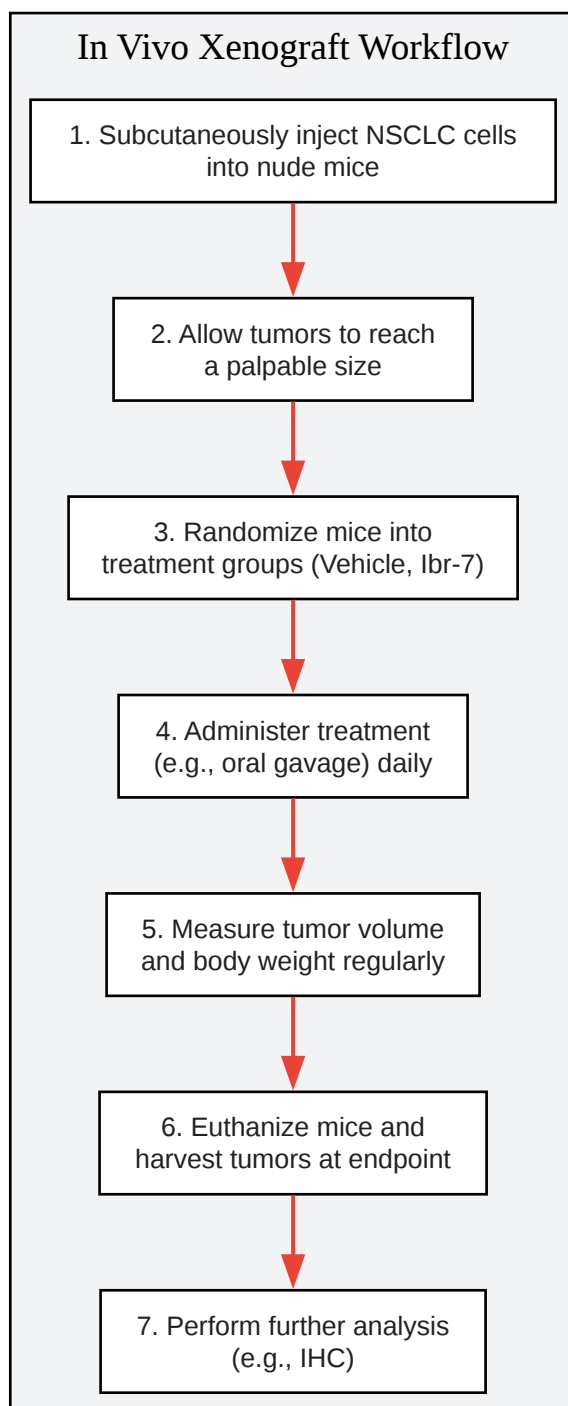 In Vivo Xenograft Workflow
1. Subcutaneously inject NSCLC cells
into nude mice
2. Allow tumors to reach
a palpable size
3. Randomize mice into
treatment groups (Vehicle, Ibr-7)
4. Administer treatment
(e.g., oral gavage) daily
5. Measure tumor volume
and body weight regularly
6. Euthanize mice and
harvest tumors at endpoint
7. Perform further analysis
(e.g., IHC)